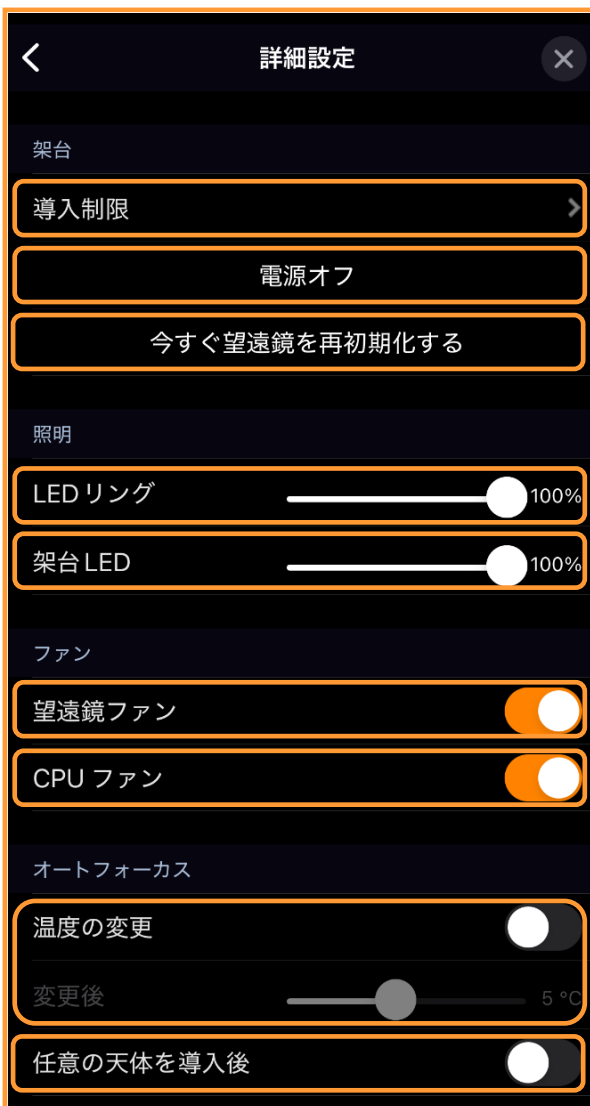 詳細設定
架台
導入制限
電源オフ
今すぐ望遠鏡を再初期化する
照明
LEDリング 100%
架台LED 100%
ファン
望遠鏡ファン
CPU ファン
オートフォーカス
温度の変更
変更後 5 °C
任意の天体を導入後